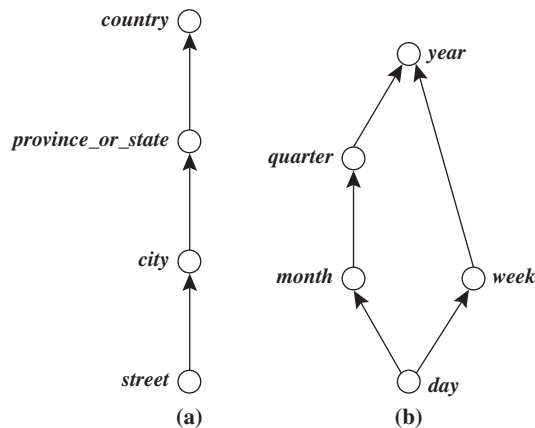 country
province_or_state
city
street
(a)
year
quarter
month
week
day
(b)